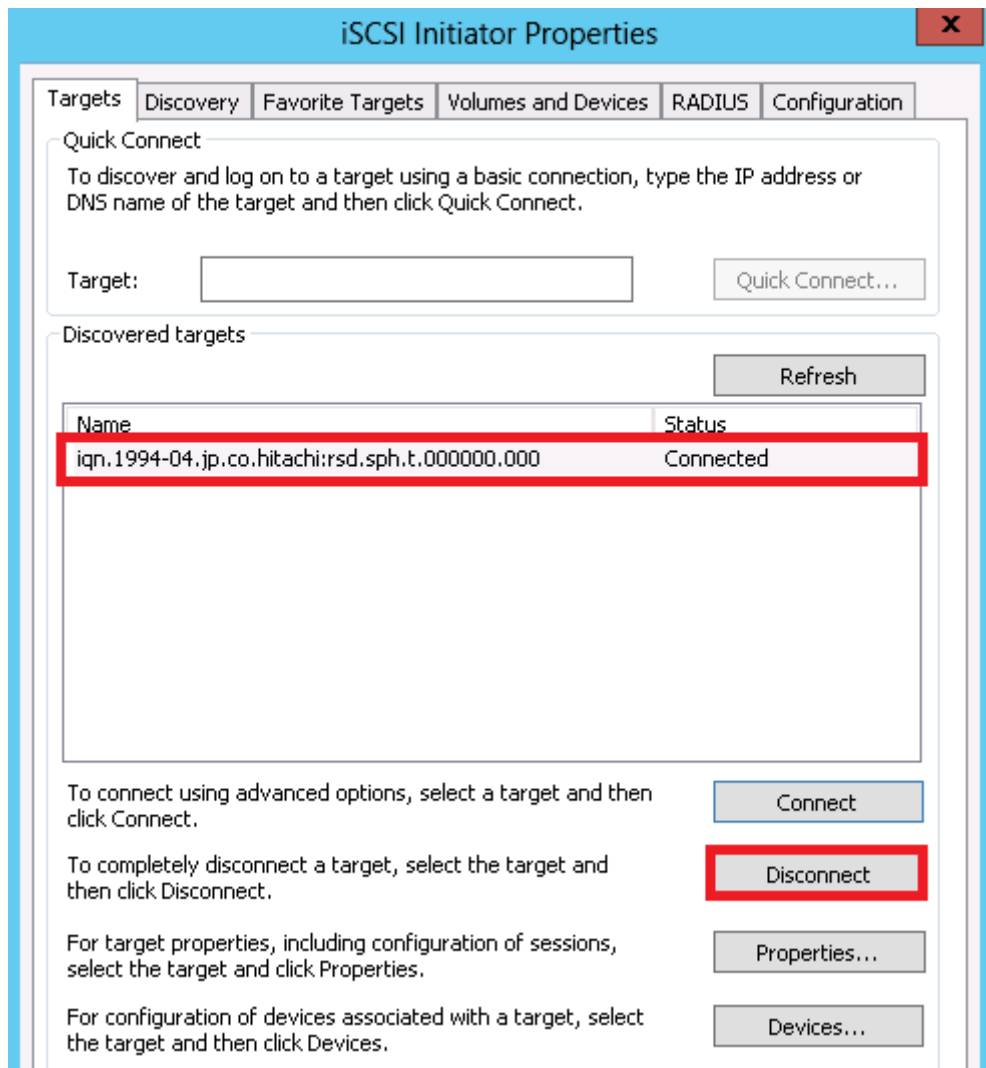 iSCSI Initiator Properties
x
Targets Discovery Favorite Targets Volumes and Devices RADIUS Configuration
Quick Connect
To discover and log on to a target using a basic connection, type the IP address or
DNS name of the target and then click Quick Connect.
Target:
Quick Connect...
Discovered targets
Refresh
Name Status
iqn.1994-04.jp.co.hitachi:rsd.sph.t.000000.000 Connected
To connect using advanced options, select a target and then
click Connect.
Connect
To completely disconnect a target, select the target and
then click Disconnect.
Disconnect
For target properties, including configuration of sessions,
select the target and click Properties.
Properties...
For configuration of devices associated with a target, select
the target and then click Devices.
Devices...